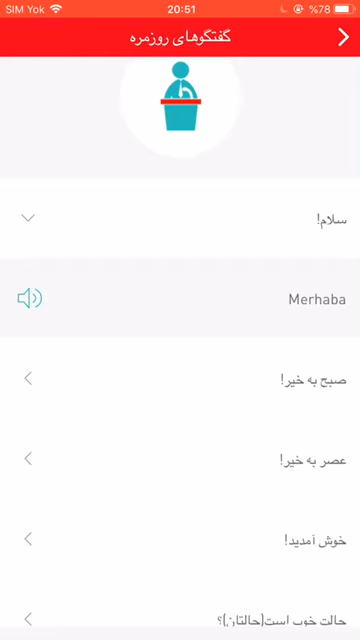 SIM Yok 20:51 %78
گفتگوهای روزمره
سلام!
Merhaba
صبح به خیر!
عصر به خیر!
خوش آمدید!
حالت خوب است(حالتان)؟